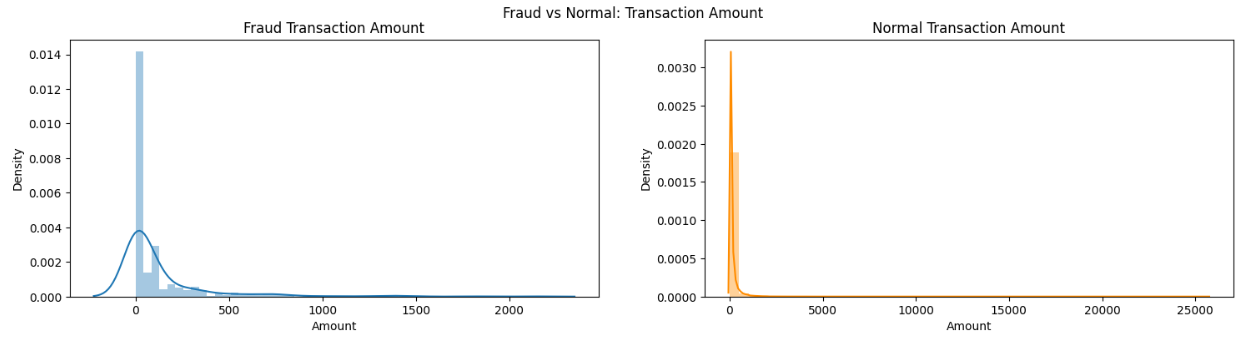 Fraud vs Normal: Transaction Amount
Fraud Transaction Amount
Density
0.014
0.012
0.010
0.008
0.006
0.004
0.002
0.000
0 500 1000 1500 2000
Amount
Normal Transaction Amount
Density
0.0030
0.0025
0.0020
0.0015
0.0010
0.0005
0.0000
0 5000 10000 15000 20000 25000
Amount